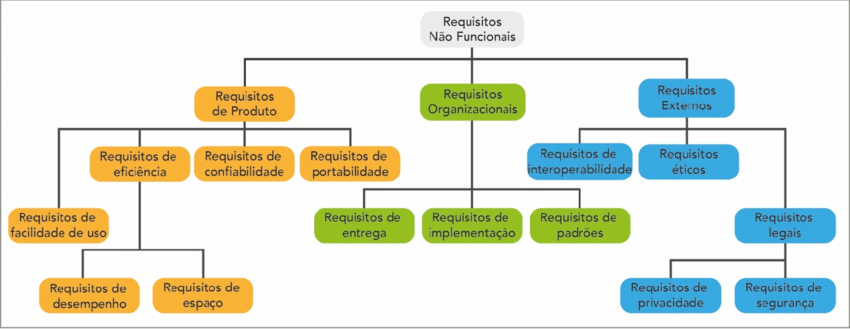 Requisitos
Não Funcionais
Requisitos
de Produto
Requisitos
Organizacionais
Requisitos
Externos
Requisitos de
eficiência
Requisitos de
confiabilidade
Requisitos de
portabilidade
Requisitos de
interoperabilidade
Requisitos
éticos
Requisitos de
facilidade de uso
Requisitos de
entrega
Requisitos de
implementação
Requisitos de
padrões
Requisitos
legais
Requisitos de
desempenho
Requisitos de
espaço
Requisitos de
privacidade
Requisitos de
segurança